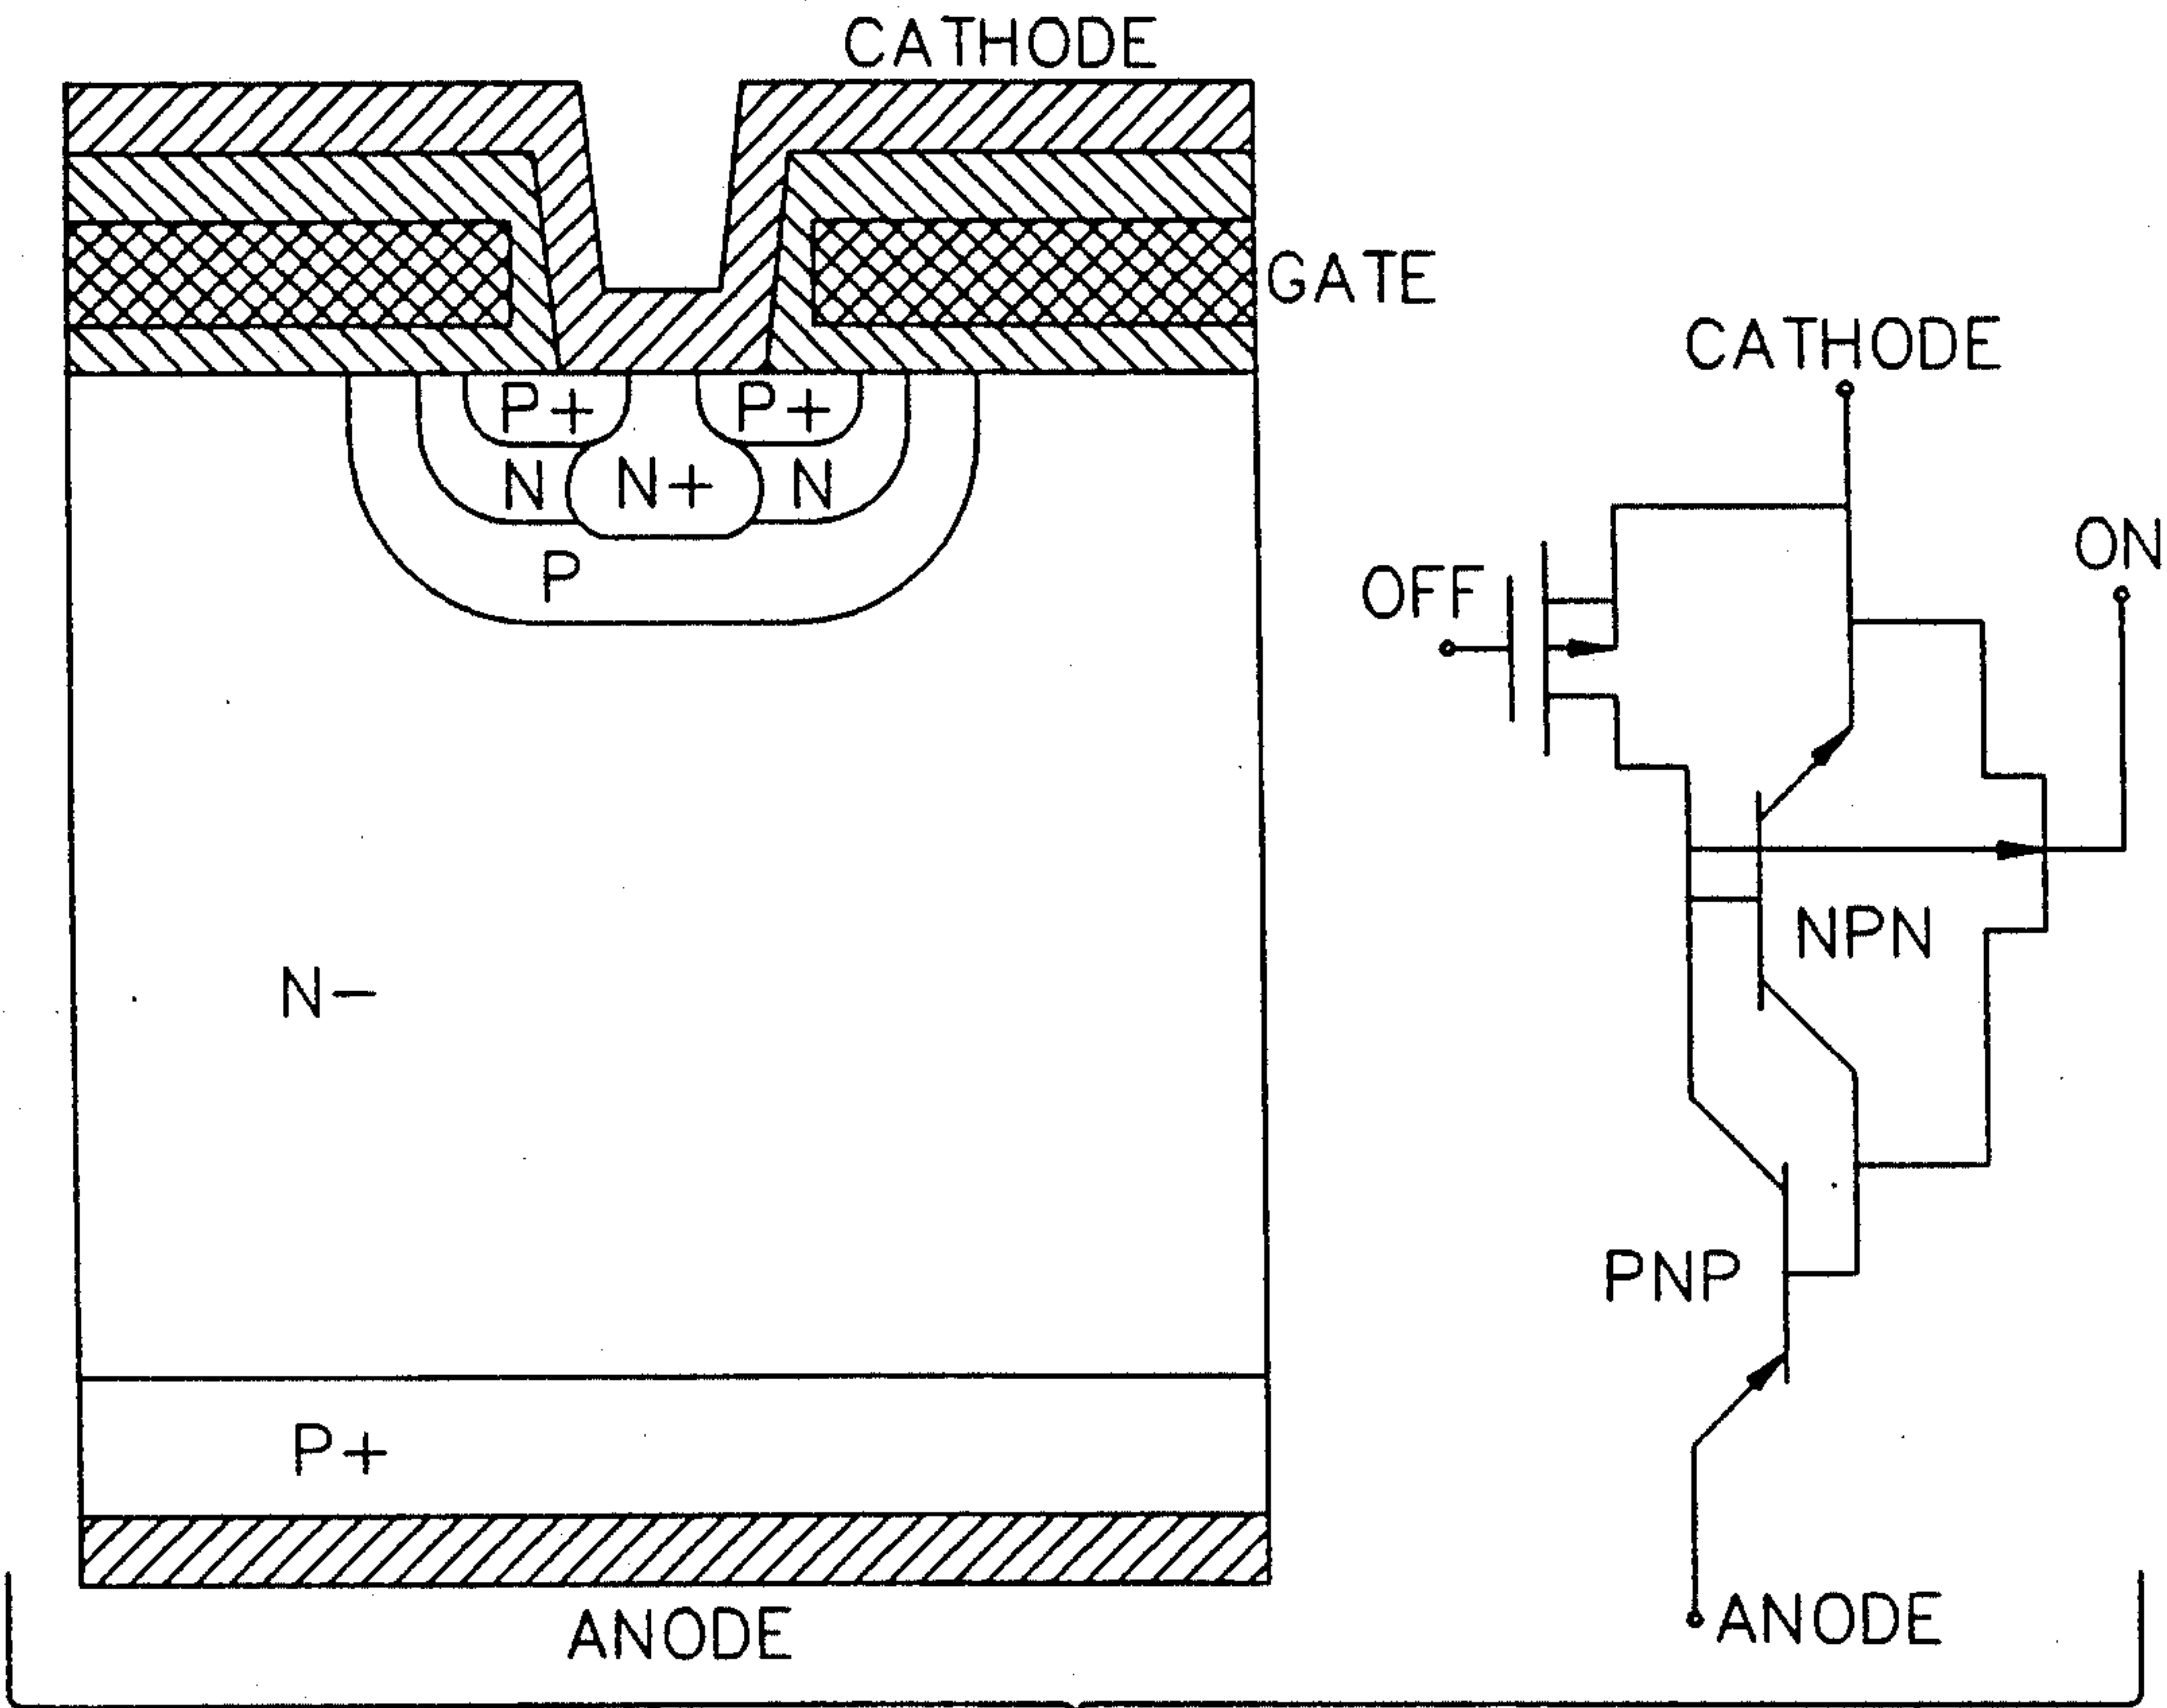 CATHODE
GATE
P+ P+
N N+ N
P
N-
P+
ANODE
CATHODE
ON
OFF
NPN
PNP
ANODE